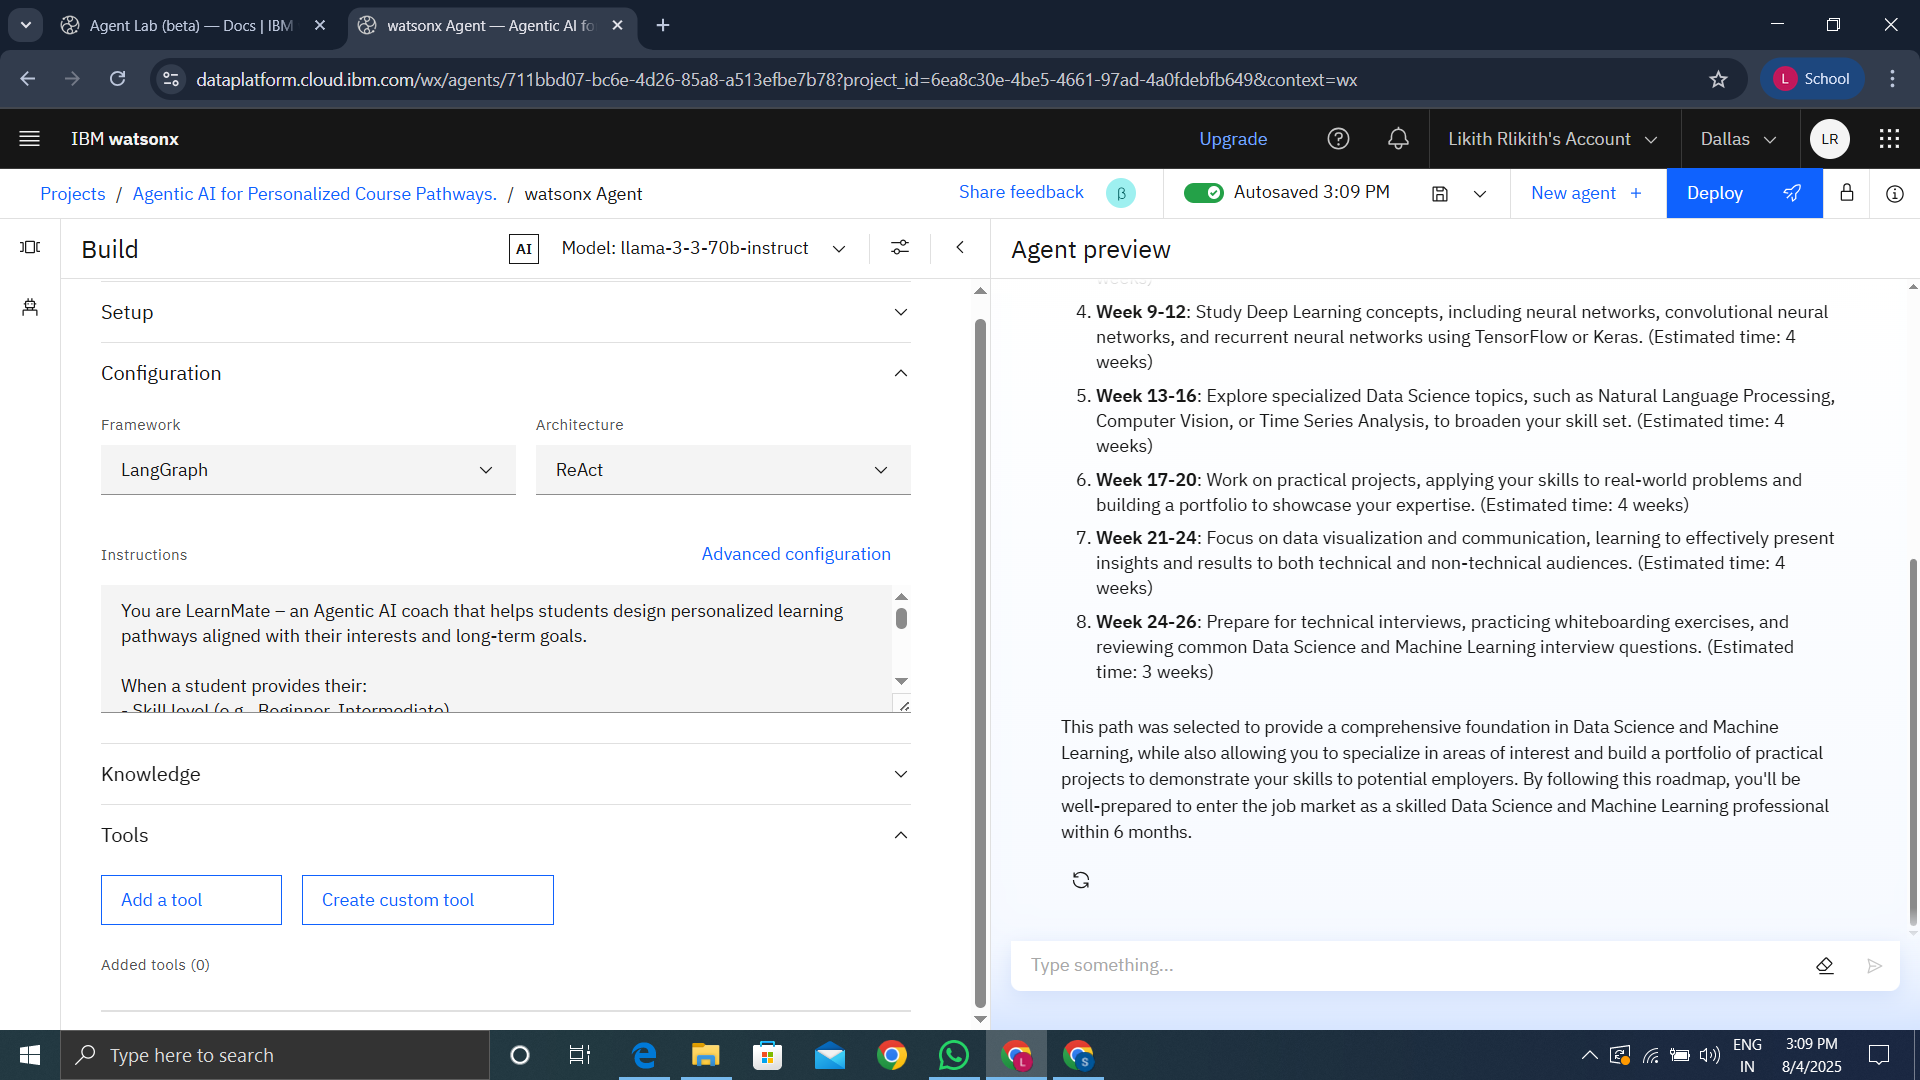 Agent Lab (beta) — Docs | IBM
watsonx Agent — Agentic AI fo
dataplatform.cloud.ibm.com/wx/agents/711bbd07-bc6e-4d26-85a8-a513efbe7b78?project_id=6ea8c30e-4be5-4661-97ad-4a0fdebfb649&context=wx
L School
IBM watsonx
Upgrade
Likith Rlikith's Account
Dallas
LR
Projects / Agentic AI for Personalized Course Pathways. / watsonx Agent
Share feedback
β
Autosaved 3:09 PM
New agent +
Deploy
Build
AI
Model: llama-3-3-70b-instruct
Setup
Configuration
Framework
Architecture
LangGraph
ReAct
Instructions
Advanced configuration
You are LearnMate – an Agentic AI coach that helps students design personalized learning
pathways aligned with their interests and long-term goals.
When a student provides their:
- Skill level (e.g., Beginner, Intermediate)
Knowledge
Tools
Add a tool
Create custom tool
Added tools (0)
Agent preview
weeks)
4. Week 9-12: Study Deep Learning concepts, including neural networks, convolutional neural
networks, and recurrent neural networks using TensorFlow or Keras. (Estimated time: 4
weeks)
5. Week 13-16: Explore specialized Data Science topics, such as Natural Language Processing,
Computer Vision, or Time Series Analysis, to broaden your skill set. (Estimated time: 4
weeks)
6. Week 17-20: Work on practical projects, applying your skills to real-world problems and
building a portfolio to showcase your expertise. (Estimated time: 4 weeks)
7. Week 21-24: Focus on data visualization and communication, learning to effectively present
insights and results to both technical and non-technical audiences. (Estimated time: 4
weeks)
8. Week 24-26: Prepare for technical interviews, practicing whiteboarding exercises, and
reviewing common Data Science and Machine Learning interview questions. (Estimated
time: 3 weeks)
This path was selected to provide a comprehensive foundation in Data Science and Machine
Learning, while also allowing you to specialize in areas of interest and build a portfolio of practical
projects to demonstrate your skills to potential employers. By following this roadmap, you'll be
well-prepared to enter the job market as a skilled Data Science and Machine Learning professional
within 6 months.
Type something...
Type here to search
L
S
ENG
IN
3:09 PM
8/4/2025